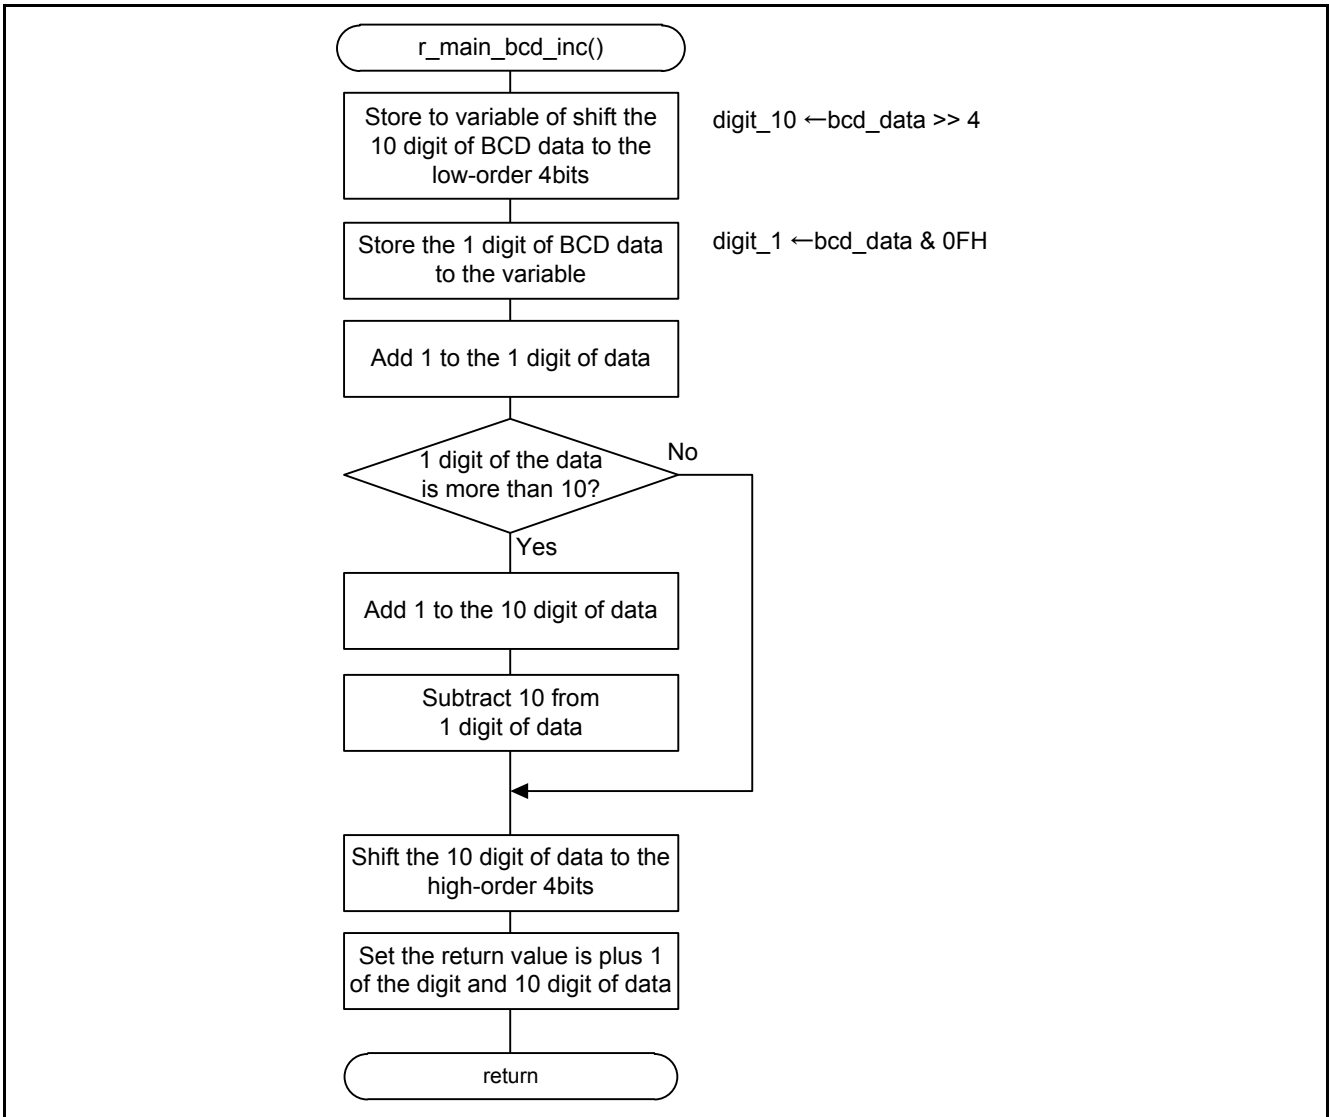 r_main_bcd_inc()
Store to variable of shift the
10 digit of BCD data to the
low-order 4bits
digit_10 ←bcd_data >> 4
Store the 1 digit of BCD data
to the variable
digit_1 ←bcd_data & 0FH
Add 1 to the 1 digit of data
1 digit of the data
is more than 10?
No
Yes
Add 1 to the 10 digit of data
Subtract 10 from
1 digit of data
Shift the 10 digit of data to the
high-order 4bits
Set the return value is plus 1
of the digit and 10 digit of data
return